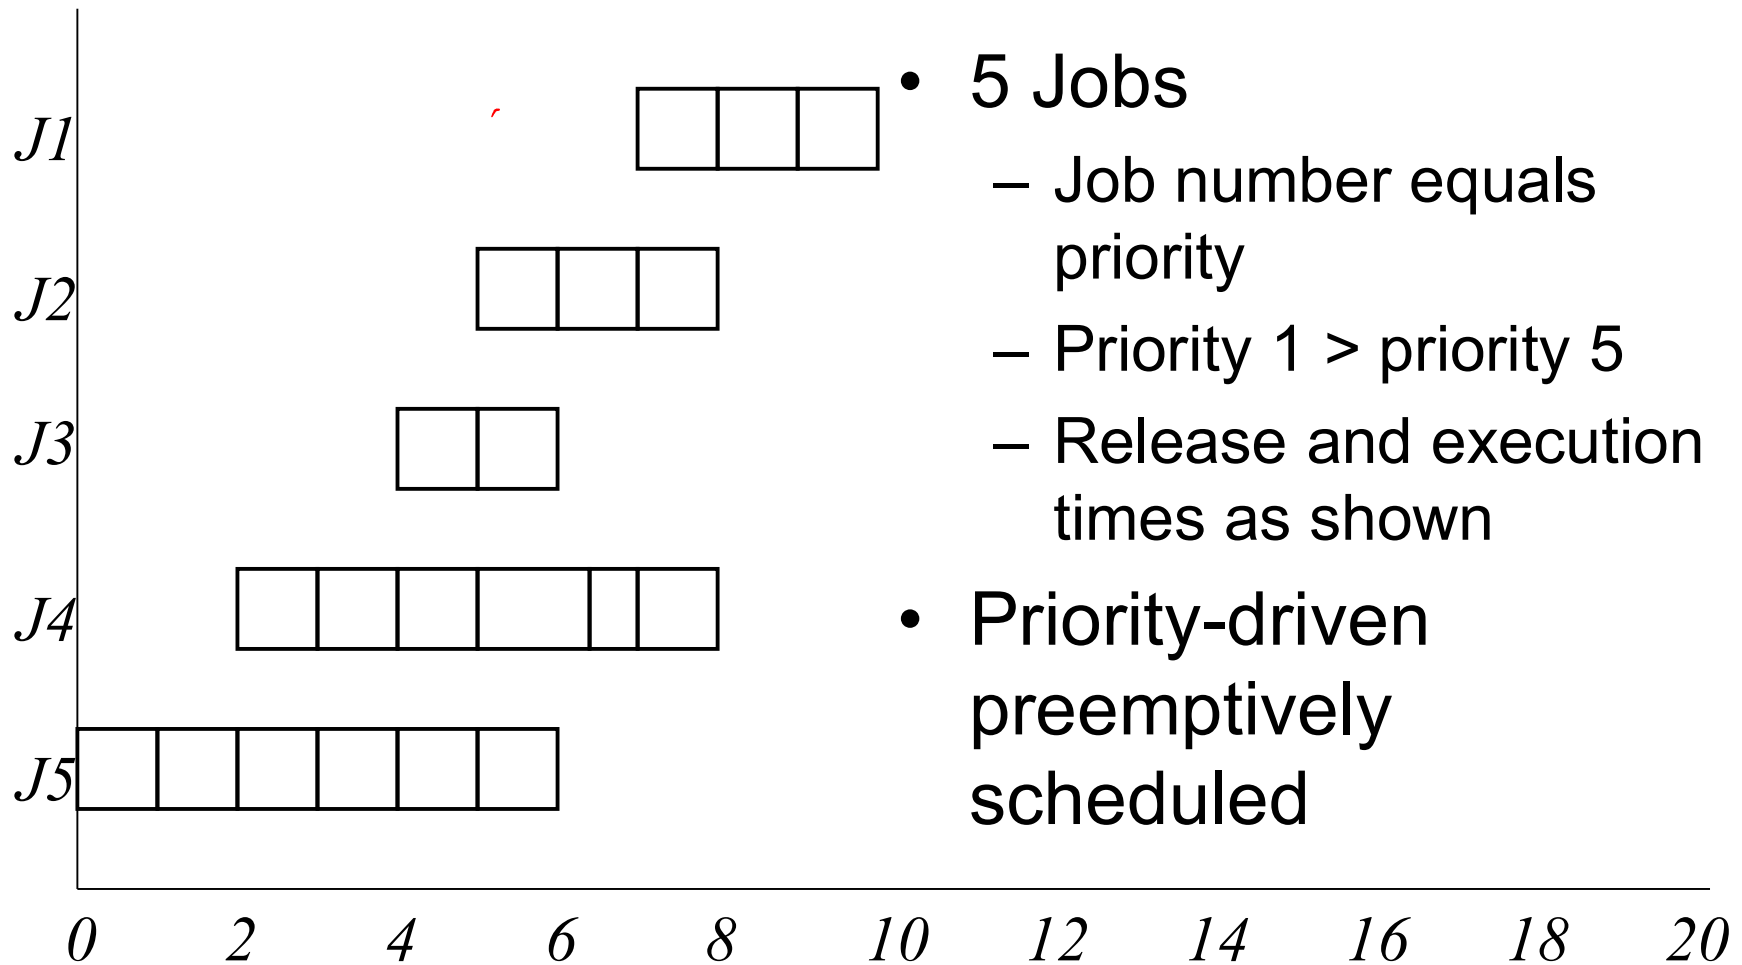 J1
J2
J3
J4
J5
0 2 4 6 8 10 12 14 16 18 20
• 5 Jobs
– Job number equals
priority
– Priority 1 > priority 5
– Release and execution
times as shown
• Priority-driven
preemptively
scheduled